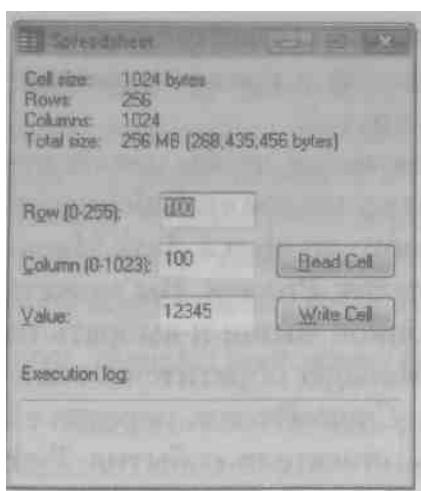 Spreadsheet
Cell size: 1024 bytes
Rows: 256
Columns: 1024
Total size: 256 MB (268,435,456 bytes)
Row (0-255):
Column (0-1023): 100 Read Cell
Value: 12345 Write Cell
Execution log: